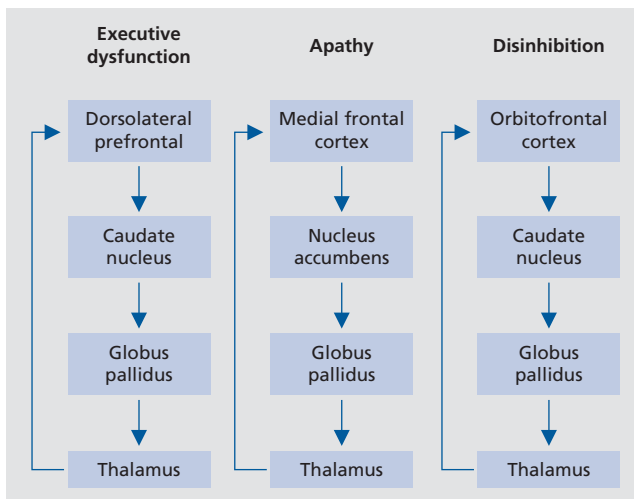 Executive
dysfunction
Apathy
Disinhibition
Dorsolateral
prefrontal
Medial frontal
cortex
Orbitofrontal
cortex
Caudate
nucleus
Nucleus
accumbens
Caudate
nucleus
Globus
pallidus
Globus
pallidus
Globus
pallidus
Thalamus
Thalamus
Thalamus